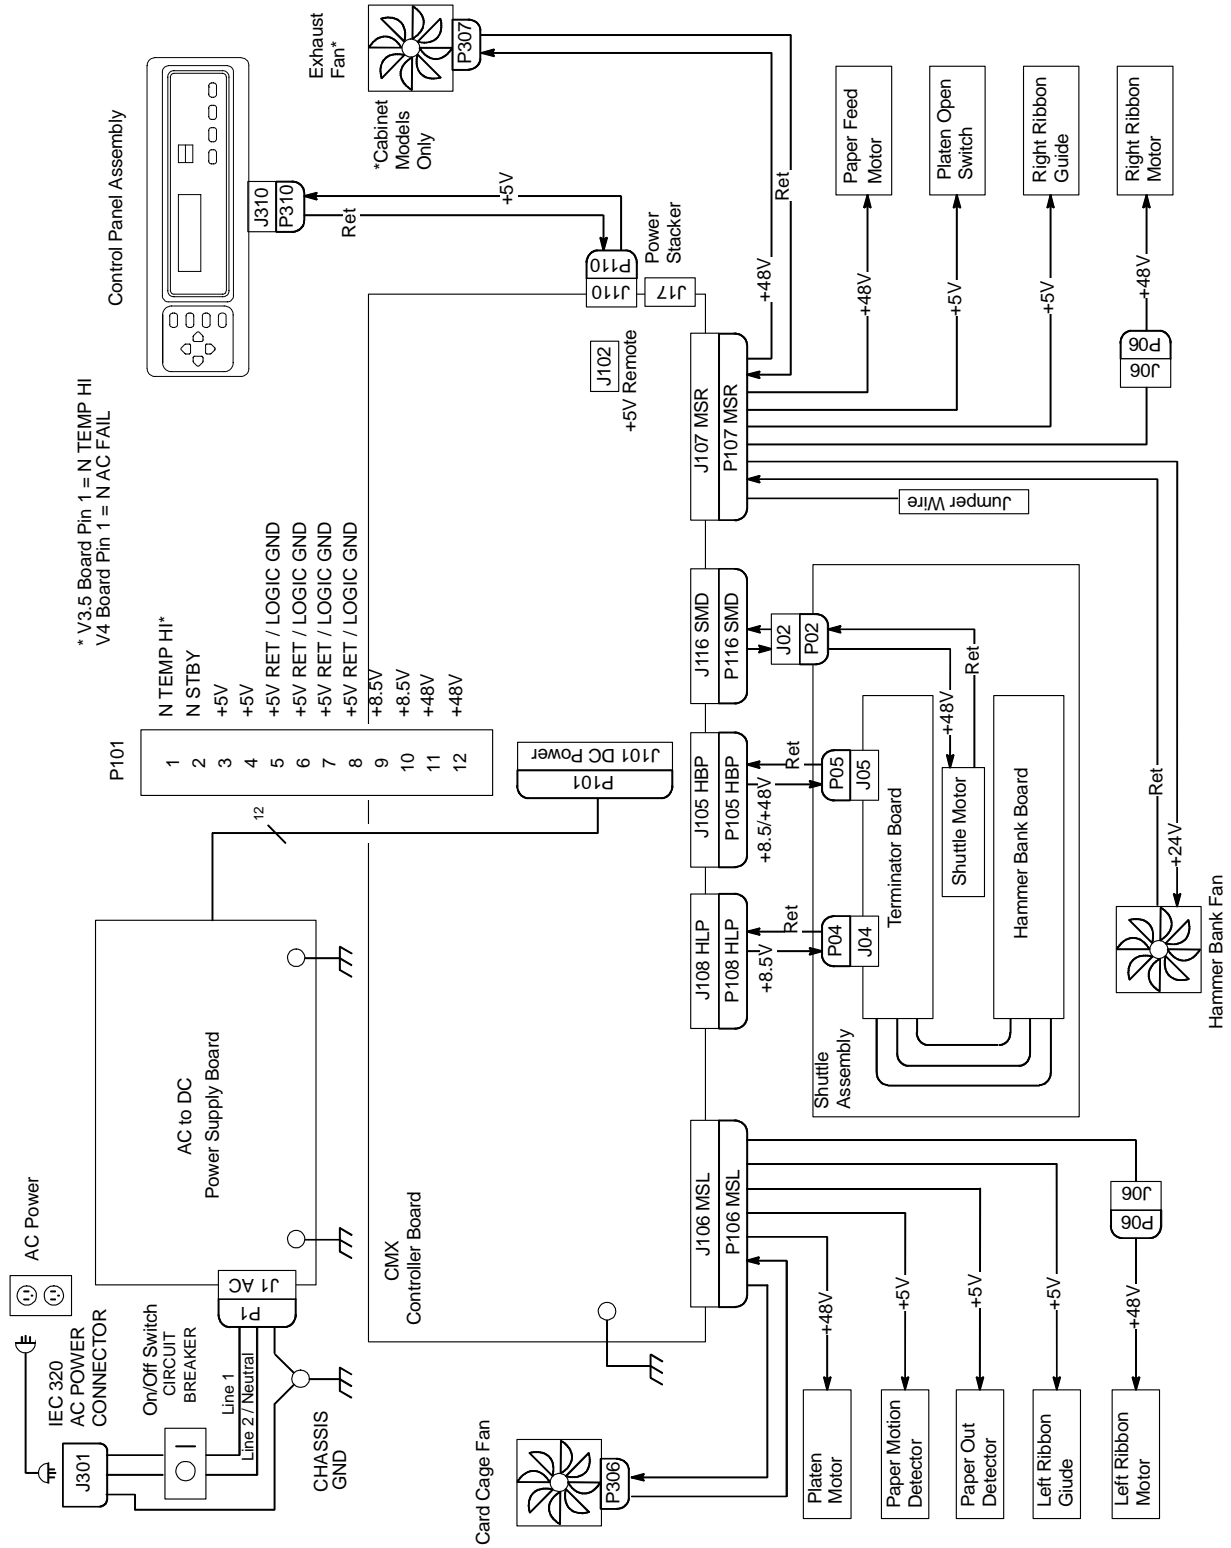 AC Power
IEC 320
AC POWER
CONNECTOR
J301
On/Off Switch
CIRCUIT
BREAKER
Line 1
Line 2 / Neutral
CHASSIS
GND
P1
J1 AC
AC to DC
Power Supply Board
12
P101
1 N TEMP HI*
2 N STBY
3 +5V
4 +5V
5 +5V RET / LOGIC GND
6 +5V RET / LOGIC GND
7 +5V RET / LOGIC GND
8 +5V RET / LOGIC GND
9 +8.5V
10 +8.5V
11 +48V
12 +48V
* V3.5 Board Pin 1 = N TEMP HI
V4 Board Pin 1 = N AC FAIL
Control Panel Assembly
J310
P310
Ret
+5V
Exhaust
Fan*
P307
*Cabinet
Models
Only
CMX
Controller Board
P101
J101 DC Power
J102
+5V Remote
J110
P110
J17
Power
Stacker
Card Cage Fan
P306
J106 MSL
P106 MSL
J108 HLP
P108 HLP
J105 HBP
P105 HBP
J116 SMD
P116 SMD
J107 MSR
P107 MSR
+8.5V
Ret
+8.5/+48V
Ret
P04
J04
P05
J05
J02
P02
Shuttle
Assembly
Terminator Board
Shuttle Motor
+48V
Ret
Hammer Bank Board
Jumper Wire
+48V
Ret
Platen
Motor
+48V
Paper Motion
Detector
+5V
Paper Out
Detector
+5V
Left Ribbon
Giude
+5V
Left Ribbon
Motor
+48V
P06
J06
Hammer Bank Fan
+24V
Ret
+48V
Paper Feed
Motor
+5V
Platen Open
Switch
+5V
Right Ribbon
Guide
J06
P06
+48V
Right Ribbon
Motor